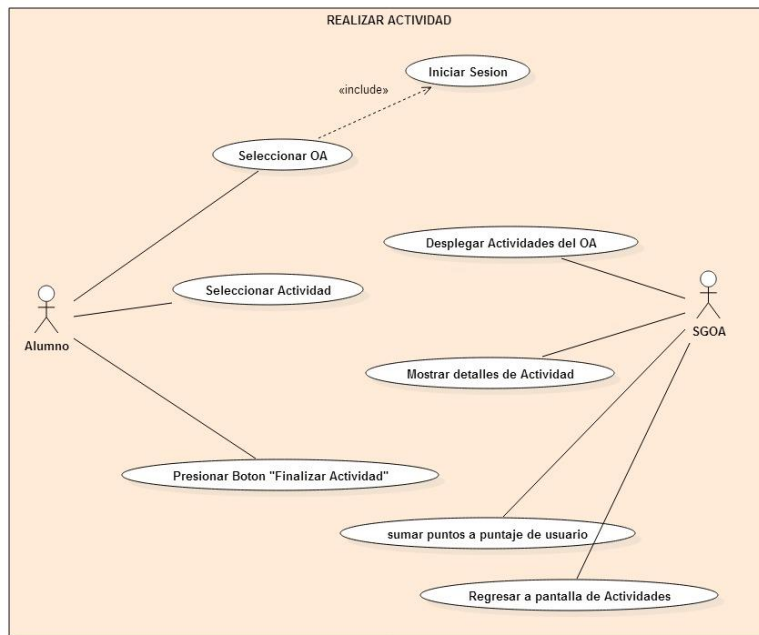 REALIZAR ACTIVIDAD
Iniciar Sesion
«include»
Seleccionar OA
Desplegar Actividades del OA
Seleccionar Actividad
Alumno
SGOA
Mostrar detalles de Actividad
Presionar Boton "Finalizar Actividad"
sumar puntos a puntaje de usuario
Regresar a pantalla de Actividades